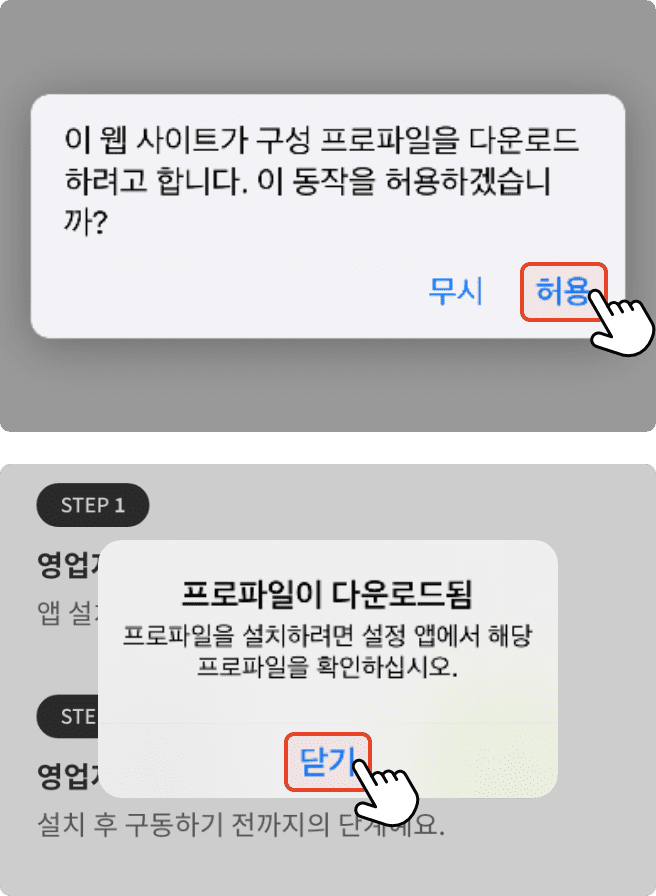 이 웹 사이트가 구성 프로파일을 다운로드
하려고 합니다. 이 동작을 허용하겠습니
까?
무시
허용
STEP 1
영업
앱 설
프로파일이 다운로드됨
프로파일을 설치하려면 설정 앱에서 해당
프로파일을 확인하십시오.
닫기
STE
영업
설치 후 구동하기 전까지의 단계예요.